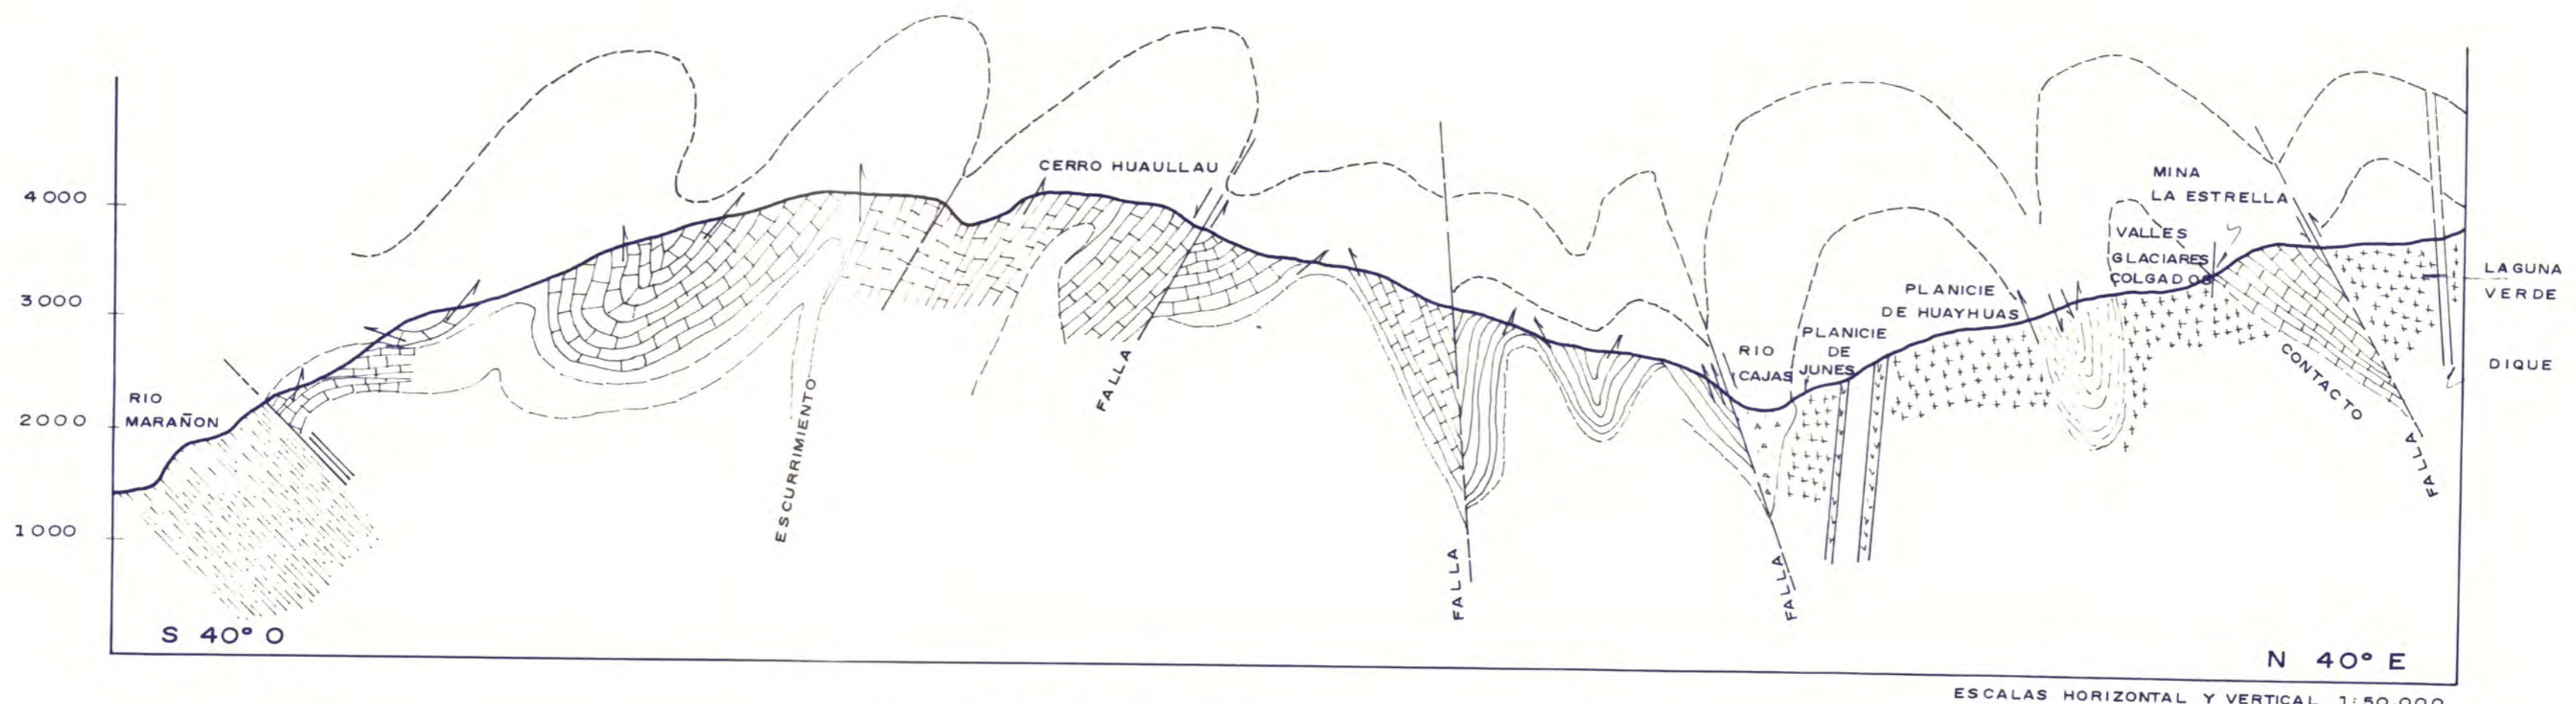 4000
3000
2000
1000
RIO
MARAÑON
ESCURRIMIENTO
CERRO HUAULLAU
FALLA
FALLA
RIO
CAJAS
FALLA
PLANICIE
DE
JUNES
PLANICIE
DE HUAYHUAS
VALLES
GLACIARES
COLGADOS
MINA
LA ESTRELLA
CONTACTO
FALLA
LAGUNA
VERDE
DIQUE
S 40° O
N 40° E
ESCALAS HORIZONTAL Y VERTICAL 1:50,000